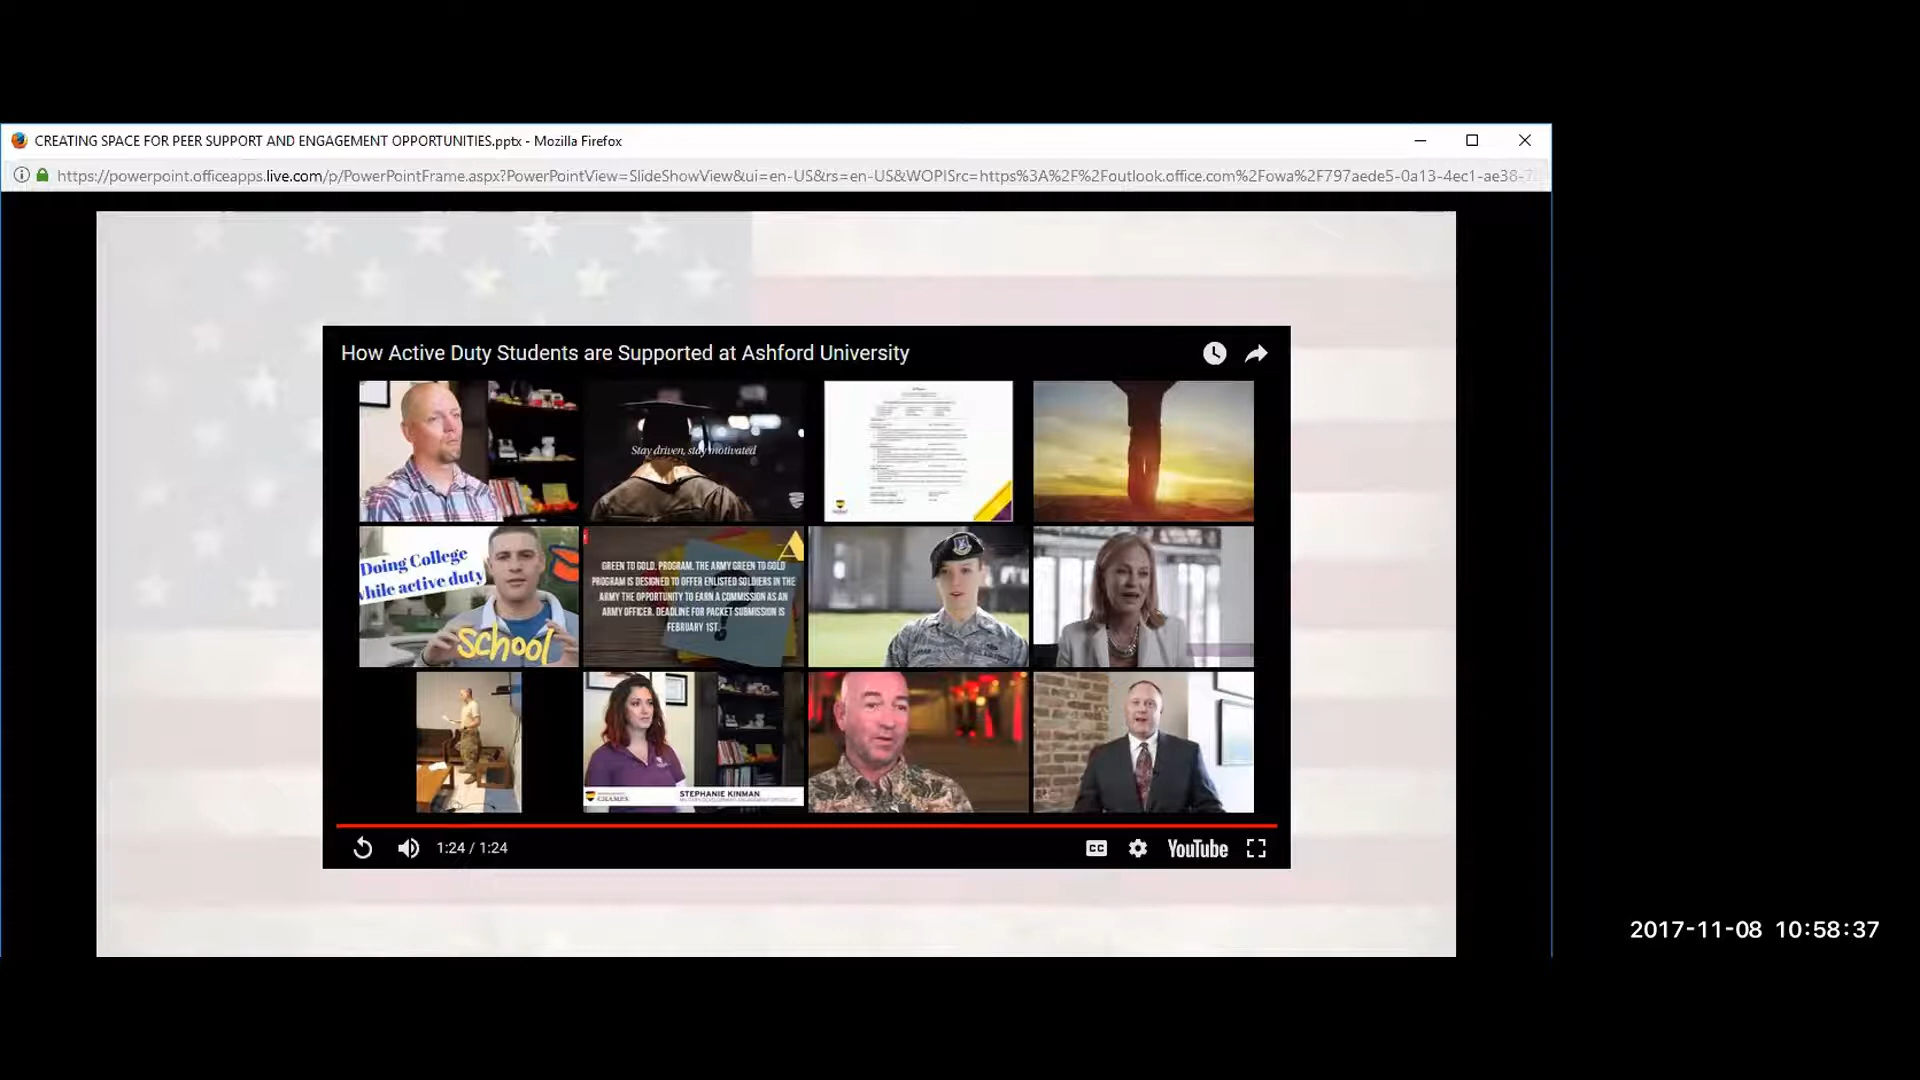 CREATING SPACE FOR PEER SUPPORT AND ENGAGEMENT OPPORTUNITIES.pptx - Mozilla Firefox
https://powerpoint.officeapps.live.com/p/PowerPointFrame.aspx?PowerPointView=SlideShowView&ui=en-US&rs=en-US&WOPISrc=https%3A%2F%2Foutlook.office.com%2Fowa%2F797aede5-0a13-4ec1-ae38-7
How Active Duty Students are Supported at Ashford University
Stay driven, stay motivated
Doing College
while active duty
school
GREEN TO GOLD. PROGRAM. THE ARMY GREEN TO GOLD
PROGRAM IS DESIGNED TO OFFER ENLISTED SOLDIERS IN THE
ARMY THE OPPORTUNITY TO EARN A COMMISSION AS AN
ARMY OFFICER. DEADLINE FOR PACKET SUBMISSION IS
FEBRUARY 1ST.
CHAMPS
STEPHANIE KINMAN
1:24 / 1:24
CC
YouTube
2017-11-08 10:58:37